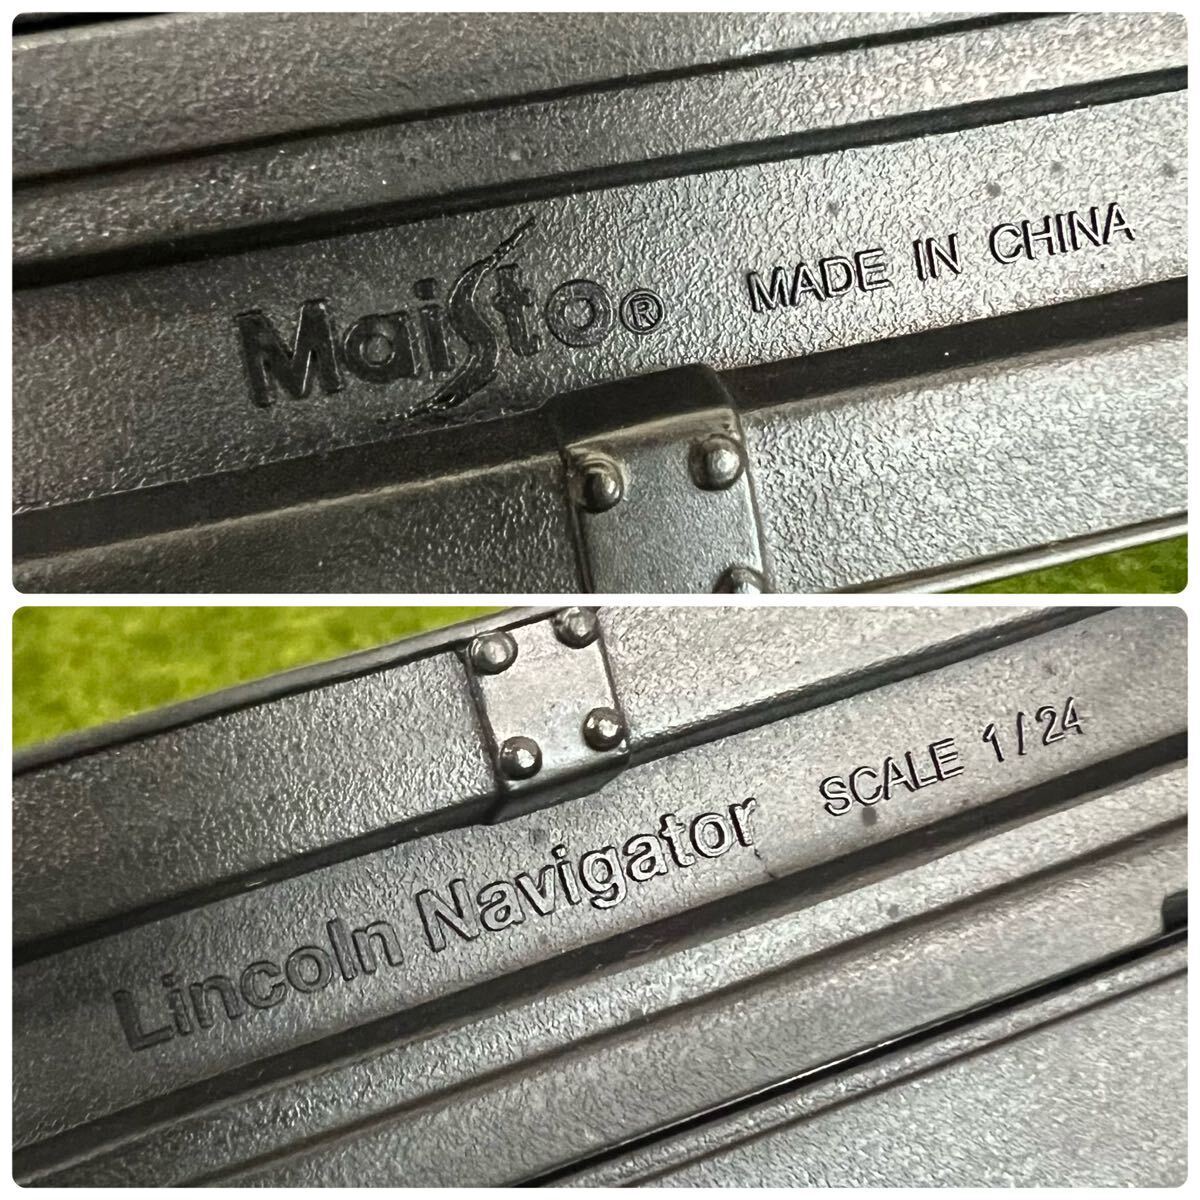 Maisto® MADE IN CHINA
Lincoln Navigator SCALE 1/24